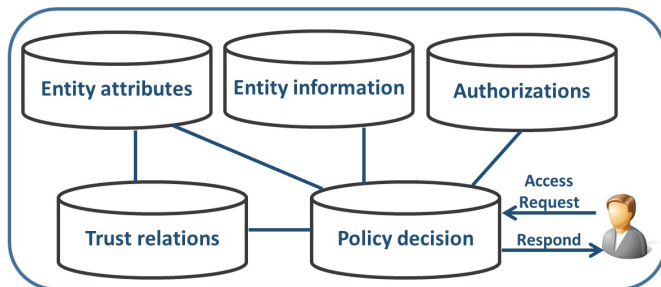 Entity attributes
Entity information
Authorizations
Access
Request
Trust relations
Policy decision
Respond